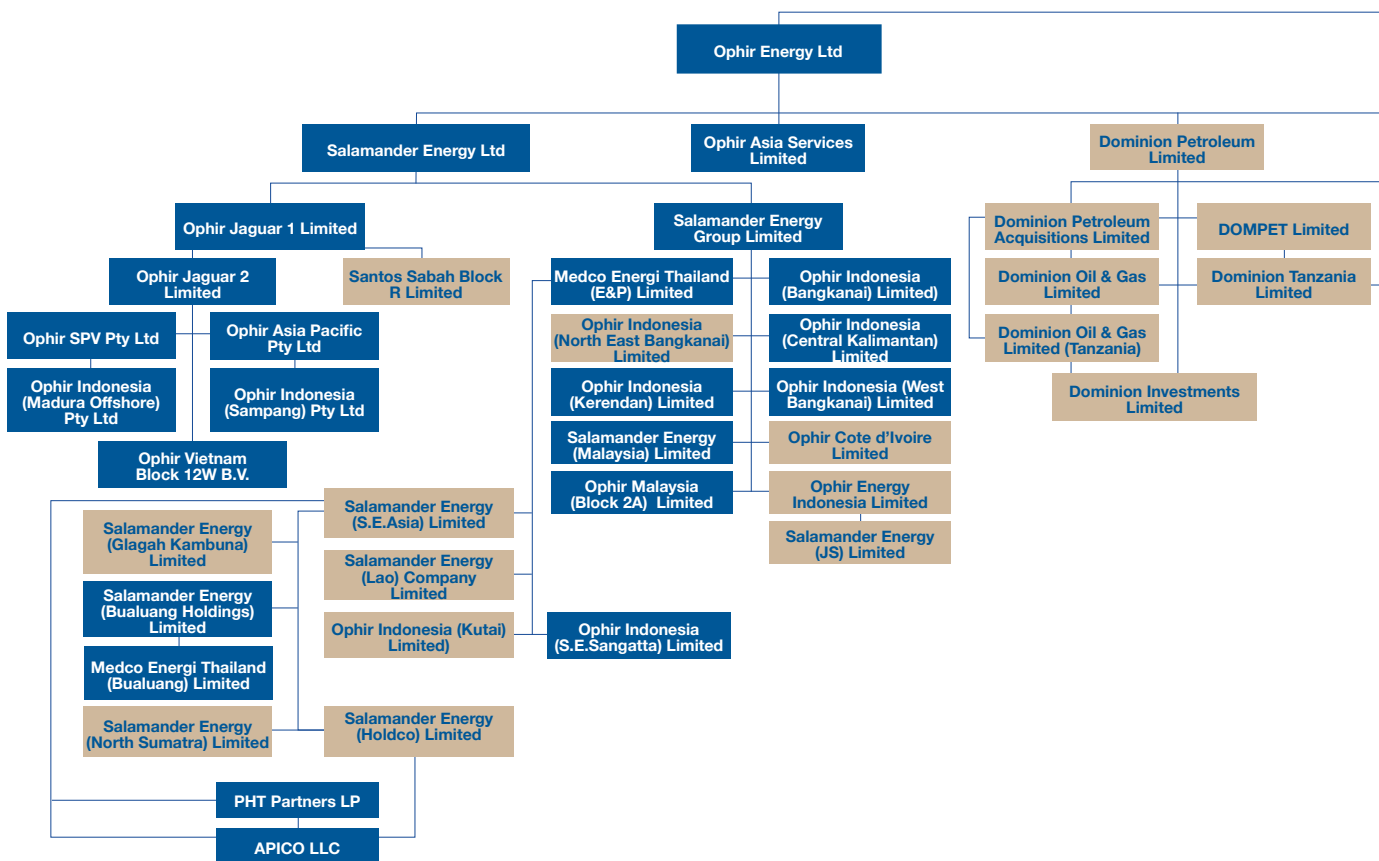 Ophir Energy Ltd
Salamander Energy Ltd
Ophir Asia Services
Limited
Dominion Petroleum
Limited
Ophir Jaguar 1 Limited
Salamander Energy
Group Limited
Dominion Petroleum
Acquisitions Limited
DOMPET Limited
Ophir Jaguar 2
Limited
Santos Sabah Block
R Limited
Medco Energi Thailand
(E&P) Limited
Ophir Indonesia
(Bangkanai) Limited)
Dominion Oil & Gas
Limited
Dominion Tanzania
Limited
Ophir SPV Pty Ltd
Ophir Asia Pacific
Pty Ltd
Ophir Indonesia
(North East Bangkanai)
Limited
Ophir Indonesia
(Central Kalimantan)
Limited
Dominion Oil & Gas
Limited (Tanzania)
Ophir Indonesia
(Madura Offshore)
Pty Ltd
Ophir Indonesia
(Sampang) Pty Ltd
Ophir Indonesia
(Kerendan) Limited
Ophir Indonesia (West
Bangkanai) Limited
Dominion Investments
Limited
Ophir Vietnam
Block 12W B.V.
Salamander Energy
(Malaysia) Limited
Ophir Cote d'Ivoire
Limited
Salamander Energy
(S.E.Asia) Limited
Ophir Malaysia
(Block 2A) Limited
Ophir Energy
Indonesia Limited
Salamander Energy
(Glagah Kambuna)
Limited
Salamander Energy
(JS) Limited
Salamander Energy
(Lao) Company
Limited
Salamander Energy
(Bualuang Holdings)
Limited
Ophir Indonesia (Kutai)
Limited)
Ophir Indonesia
(S.E.Sangatta) Limited
Medco Energi Thailand
(Bualuang) Limited
Salamander Energy
(North Sumatra) Limited
Salamander Energy
(Holdco) Limited
PHT Partners LP
APICO LLC